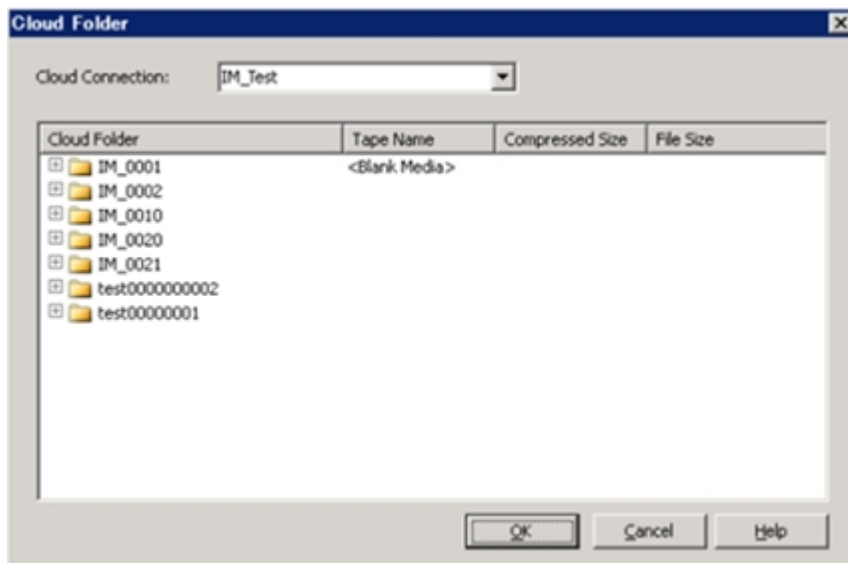 Cloud Folder
Cloud Connection: IM_Test
Cloud Folder Tape Name Compressed Size File Size
IM_0001 <Blank Media>
IM_0002
IM_0010
IM_0020
IM_0021
test0000000002
test00000001
OK Cancel Help